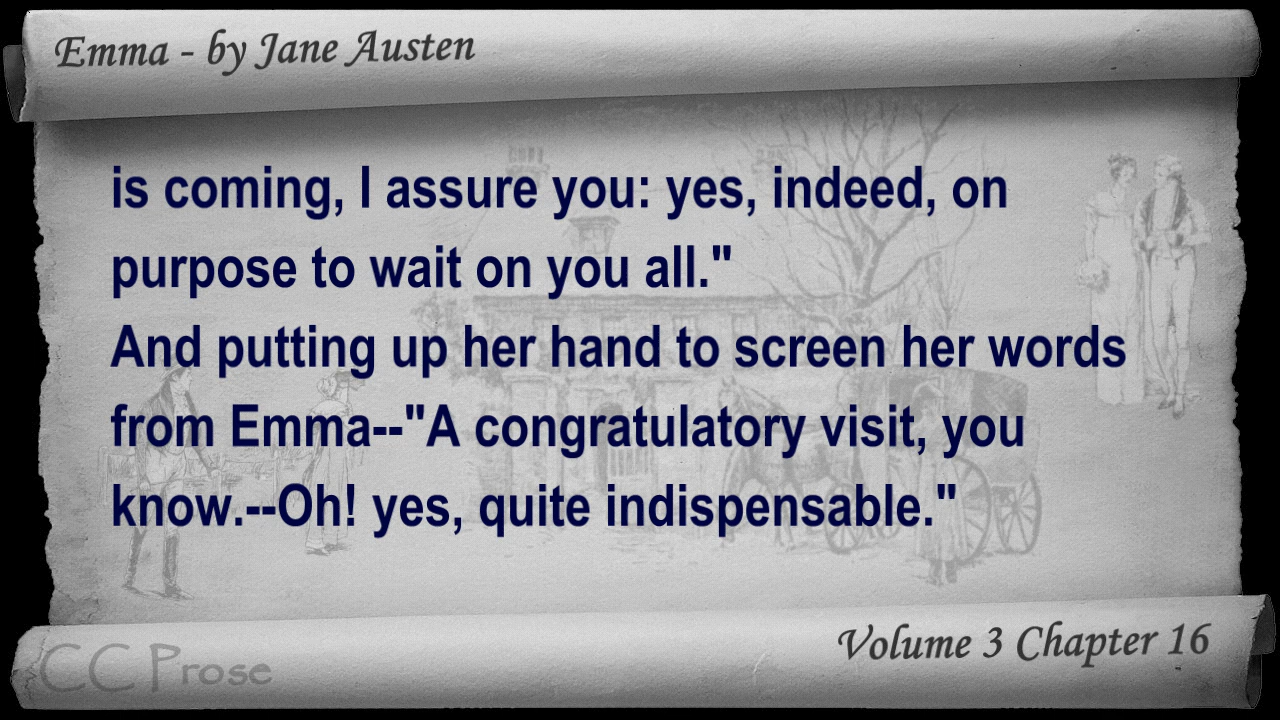 Emma - by Jane Austen
is coming, I assure you: yes, indeed, on
purpose to wait on you all."
And putting up her hand to screen her words
from Emma--"A congratulatory visit, you
know.--Oh! yes, quite indispensable."
Volume 3 Chapter 16
CC Prose